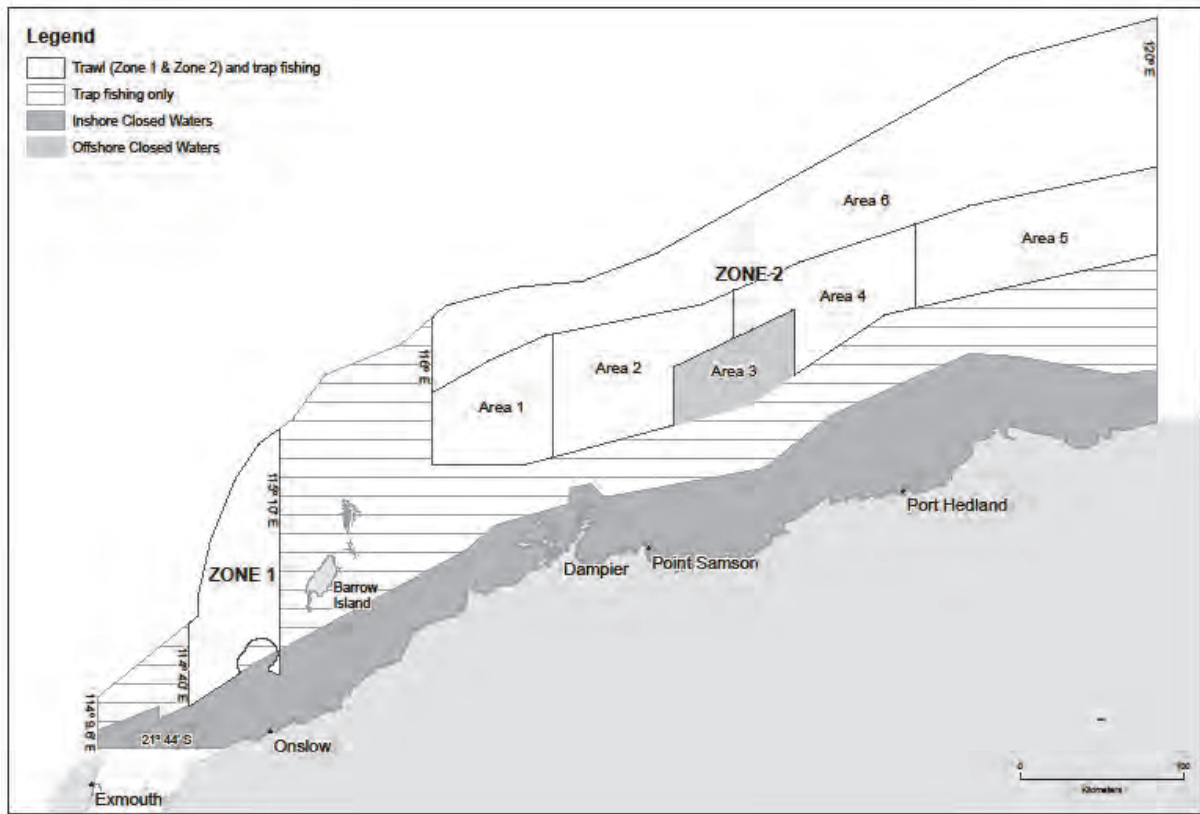 Legend
Trawl (Zone 1 & Zone 2) and trap fishing
Trap fishing only
Inshore Closed Waters
Offshore Closed Waters
120° E
Area 6
Area 5
ZONE 2
Area 4
116° E
Area 2
Area 3
Area 1
115° 10' E
Port Hedland
ZONE 1
Dampier
Point Samson
Barrow
Island
114° 40' E
114° 9.6' E
21° 44' S
Onslow
0
100
Kilometers
Exmouth